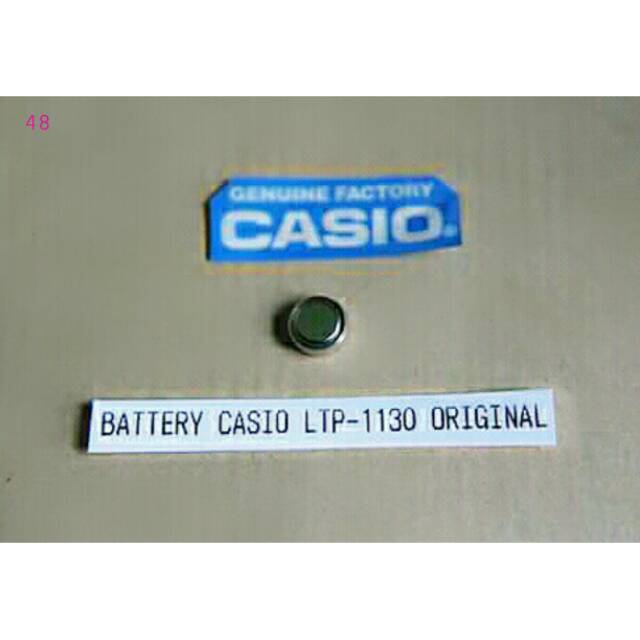 48
GENUINE FACTORY
CASIO
BATTERY CASIO LTP-1130 ORIGINAL